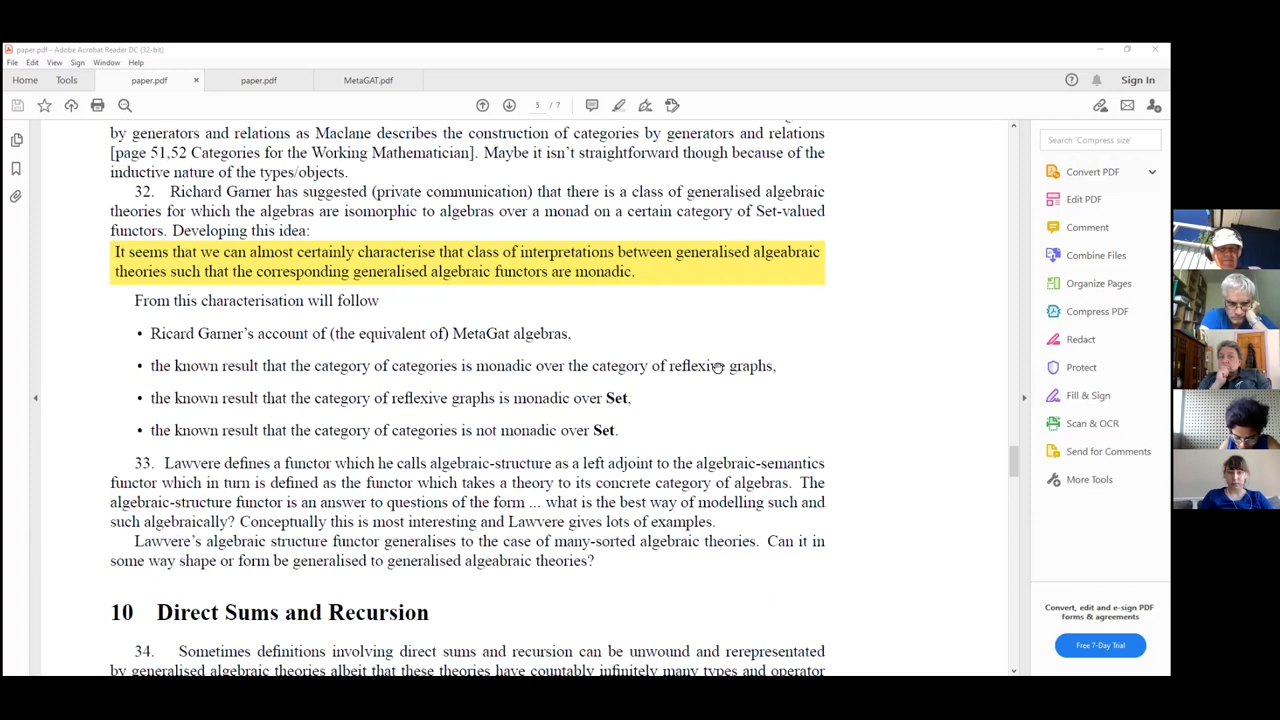 paper.pdf - Adobe Acrobat Reader DC (32-bit)
File Edit View Sign Window Help
Home Tools paper.pdf × paper.pdf MetaGAT.pdf Sign In
5 / 7
by generators and relations as Maclane describes the construction of categories by generators and relations
[page 51,52 Categories for the Working Mathematician]. Maybe it isn't straightforward though because of the
inductive nature of the types/objects.
32. Richard Garner has suggested (private communication) that there is a class of generalised algebraic
theories for which the algebras are isomorphic to algebras over a monad on a certain category of Set-valued
functors. Developing this idea:
It seems that we can almost certainly characterise that class of interpretations between generalised algeabraic
theories such that the corresponding generalised algebraic functors are monadic.
From this characterisation will follow
• Ricard Garner's account of (the equivalent of) MetaGat algebras,
• the known result that the category of categories is monadic over the category of reflexive graphs,
• the known result that the category of reflexive graphs is monadic over Set,
• the known result that the category of categories is not monadic over Set.
33. Lawvere defines a functor which he calls algebraic-structure as a left adjoint to the algebraic-semantics
functor which in turn is defined as the functor which takes a theory to its concrete category of algebras. The
algebraic-structure functor is an answer to questions of the form ... what is the best way of modelling such and
such algebraically? Conceptually this is most interesting and Lawvere gives lots of examples.
Lawvere's algebraic structure functor generalises to the case of many-sorted algebraic theories. Can it in
some way shape or form be generalised to generalised algeabraic theories?
10 Direct Sums and Recursion
34. Sometimes definitions involving direct sums and recursion can be unwound and rerepresented
by generalised algebraic theories albeit that these theories have countably infinitely many types and operator
Search 'Compress size'
Convert PDF
Edit PDF
Comment
Combine Files
Organize Pages
Compress PDF
Redact
Protect
Fill & Sign
Scan & OCR
Send for Comments
More Tools
Convert, edit and e-sign PDF
forms & agreements
Free 7-Day Trial